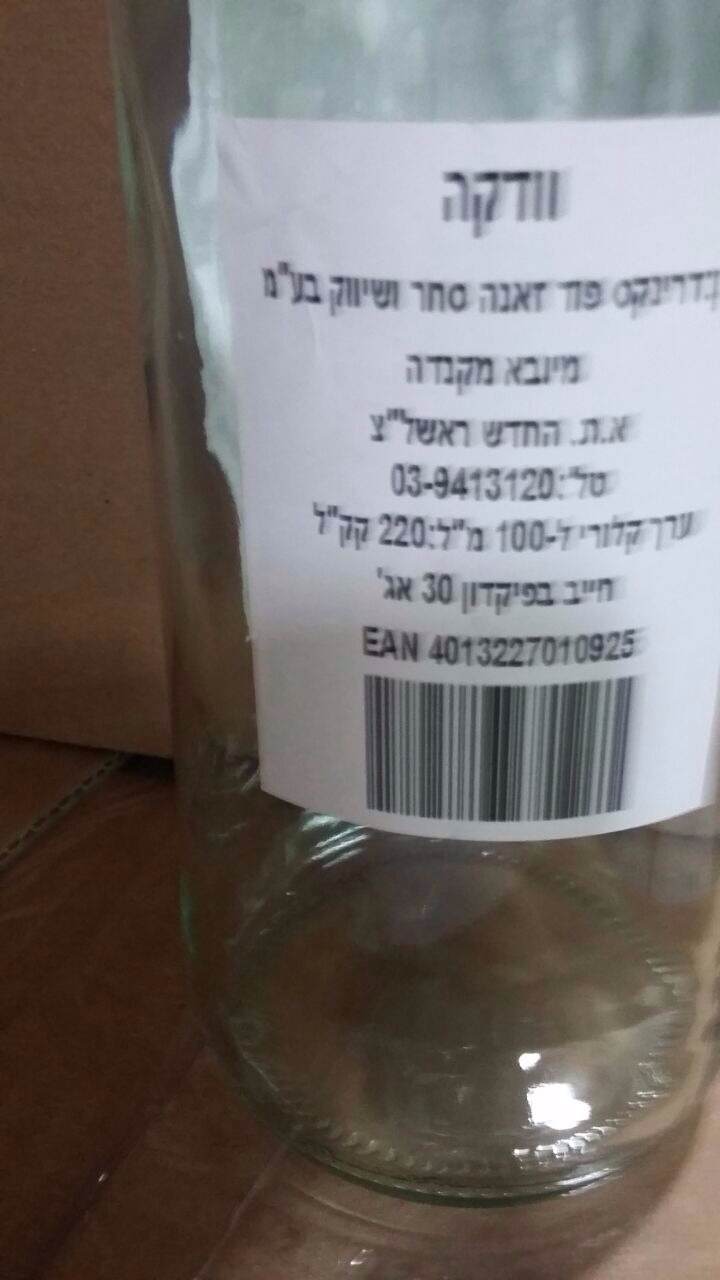 וודקה
דרינקס פוד זאנה סחר ושיווק בע"מ
מיובא מקנדה
א.ת. החדש ראשל"צ
טל':03-9413120
ערך קלורי ל-100 מ"ל:220 קק"ל
חייב בפיקדון 30 אג'
EAN 4013227010925